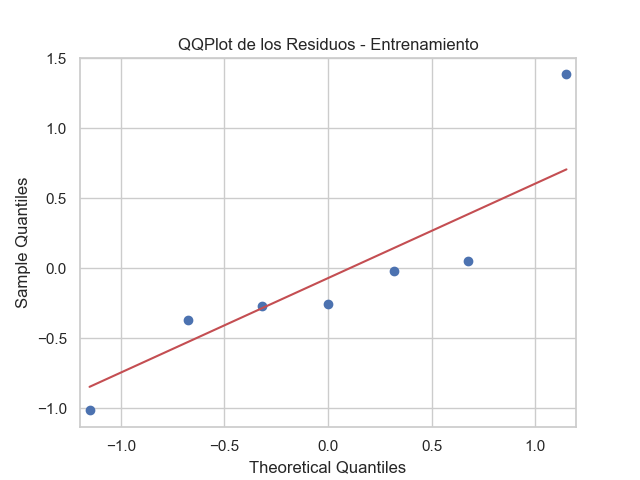 QQPlot de los Residuos - Entrenamiento
1.5
1.0
0.5
0.0
−0.5
−1.0
Sample Quantiles
−1.0 −0.5 0.0 0.5 1.0
Theoretical Quantiles